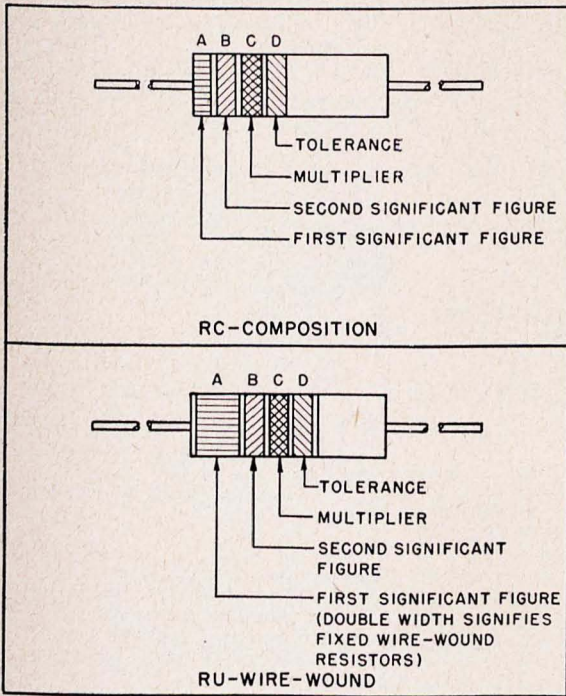 A B C D
TOLERANCE
MULTIPLIER
SECOND SIGNIFICANT FIGURE
FIRST SIGNIFICANT FIGURE
RC-COMPOSITION
A B C D
TOLERANCE
MULTIPLIER
SECOND SIGNIFICANT
FIGURE
FIRST SIGNIFICANT FIGURE
(DOUBLE WIDTH SIGNIFIES
FIXED WIRE-WOUND
RESISTORS)
RU-WIRE-WOUND